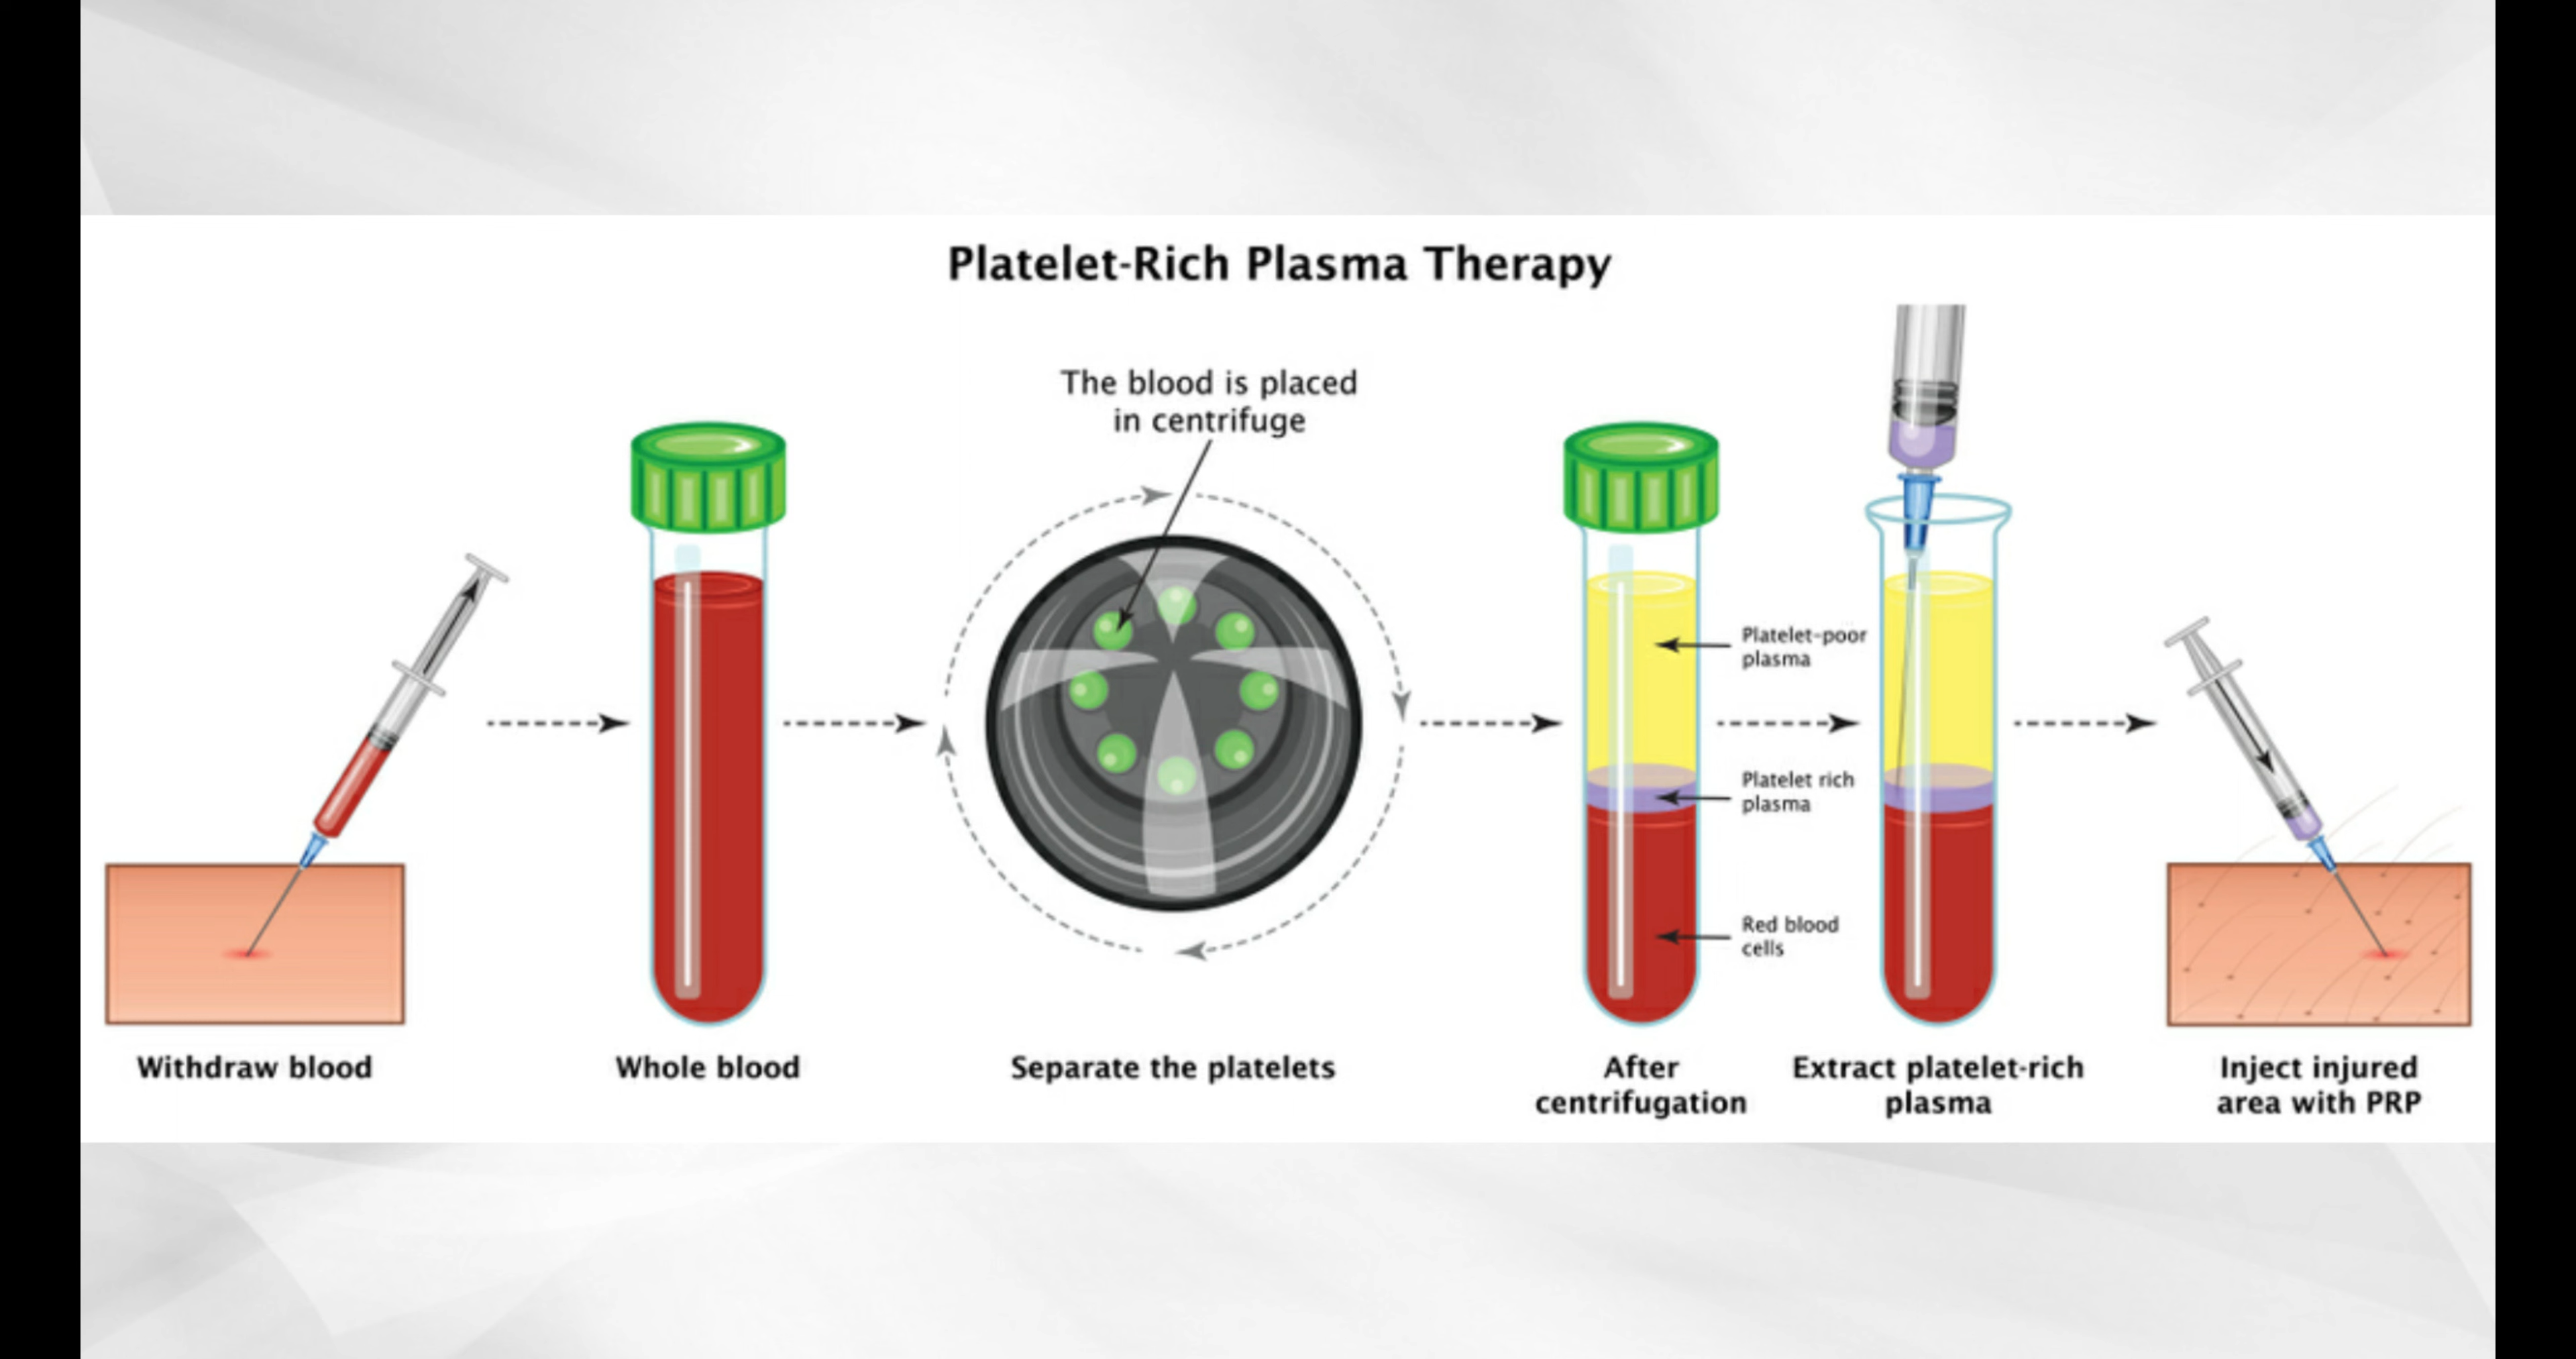 Platelet-Rich Plasma Therapy
The blood is placed
in centrifuge
Platelet-poor
plasma
Platelet rich
plasma
Red blood
cells
Withdraw blood
Whole blood
Separate the platelets
After
centrifugation
Extract platelet-rich
plasma
Inject injured
area with PRP